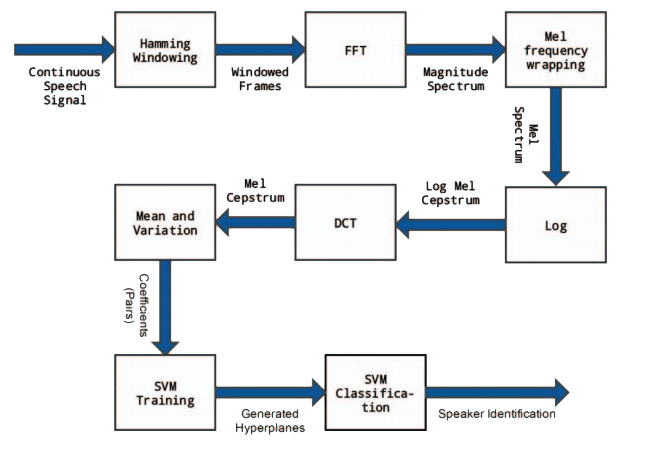 Hamming
Windowing
FFT
Mel
frequency
wrapping
Continuous
Speech
Signal
Windowed
Frames
Magnitude
Spectrum
Mel
Spectrum
Mel
Cepstrum
Log Mel
Cepstrum
Mean and
Variation
DCT
Log
Coefficients
(Pairs)
SVM
Training
SVM
Classifica-
tion
Generated
Hyperplanes
Speaker Identification